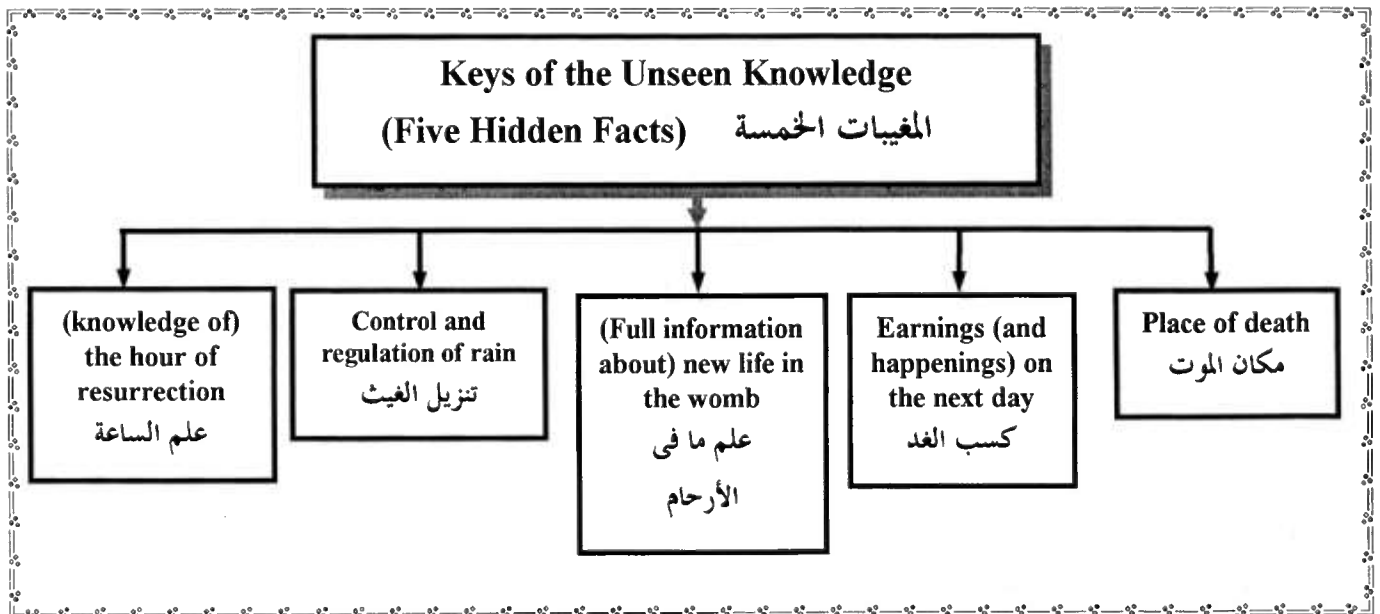 Keys of the Unseen Knowledge
(Five Hidden Facts) المغيبات الخمسة
(knowledge of)
the hour of
resurrection
علم الساعة
Control and
regulation of rain
تنزيل الغيث
(Full information
about) new life in
the womb
علم ما فى
الأرحام
Earnings (and
happenings) on
the next day
كسب الغد
Place of death
مكان الموت